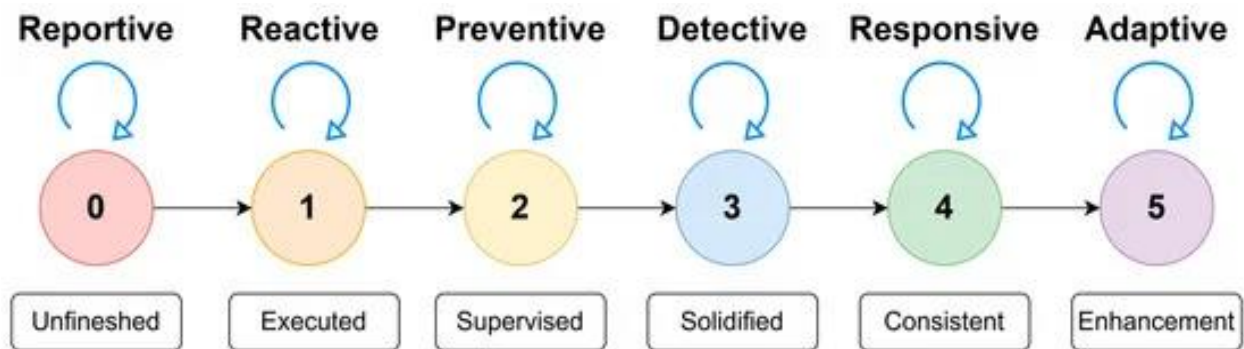 Reportive Reactive Preventive Detective Responsive Adaptive
0 1 2 3 4 5
Unfineshed Executed Supervised Solidified Consistent Enhancement